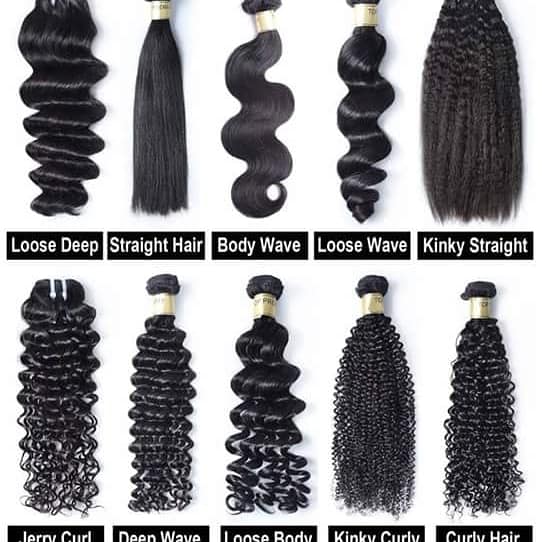 Loose Deep
Straight Hair
Body Wave
Loose Wave
Kinky Straight
Jerry Curl
Deep Wave
Loose Body
Kinky Curly
Curly Hair